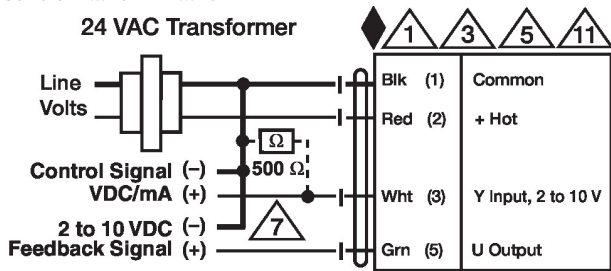 24 VAC Transformer
1 3 5 11
Line
Volts
Blk (1) Common
Red (2) + Hot
Ω
500 Ω
Control Signal (–)
VDC/mA (+)
Wht (3) Y Input, 2 to 10 V
7
2 to 10 VDC (–)
Feedback Signal (+)
Grn (5) U Output